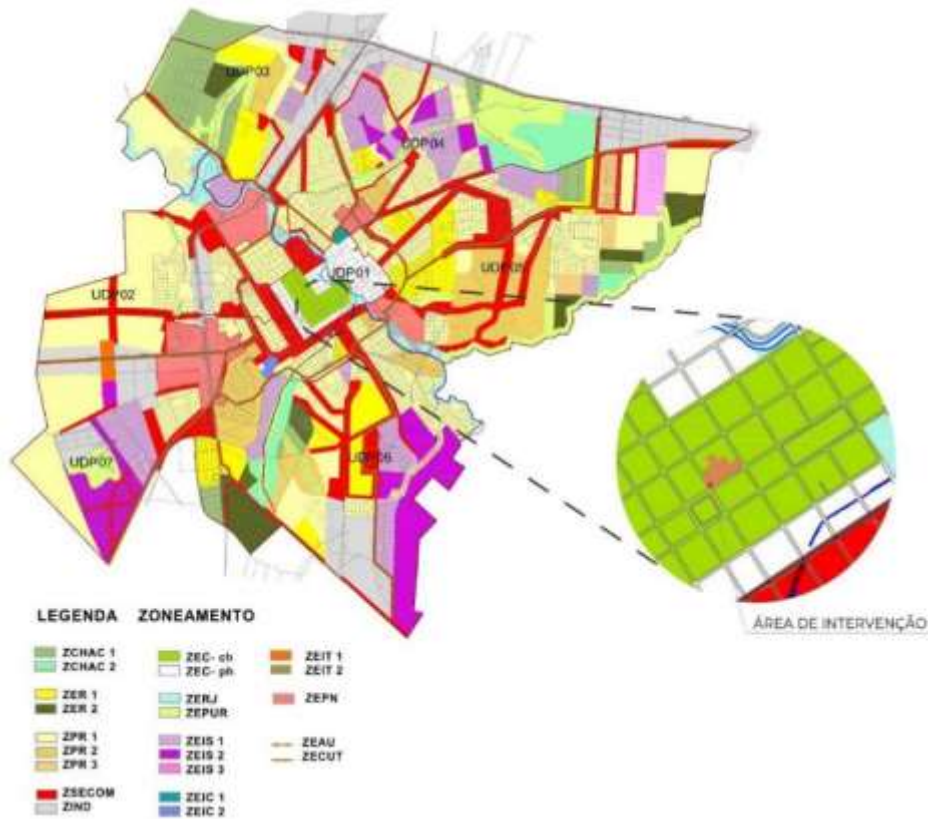 UDP03
UDP04
UDP01
UDP05
UDP02
UDP07
UDP06
ÁREA DE INTERVENÇÃO
LEGENDA ZONEAMENTO
ZCHAC 1
ZCHAC 2
ZER 1
ZER 2
ZPR 1
ZPR 2
ZPR 3
ZSECOM
ZIND
ZEC- cb
ZEC- ph
ZERJ
ZEPUR
ZEIS 1
ZEIS 2
ZEIS 3
ZEIC 1
ZEIC 2
ZEIT 1
ZEIT 2
ZEPN
ZEAU
ZECUT